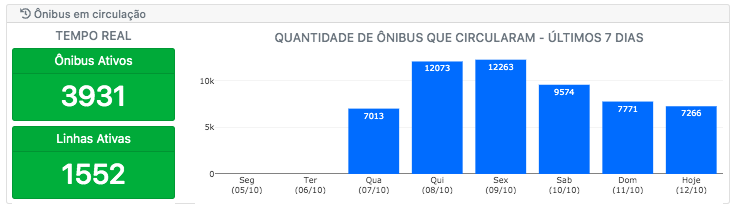 Ônibus em circulação
TEMPO REAL
Ônibus Ativos
3931
Linhas Ativas
1552
QUANTIDADE DE ÔNIBUS QUE CIRCULARAM - ÚLTIMOS 7 DIAS
10k
5k
0
7013
12073
12263
9574
7771
7266
Seg
(05/10)
Ter
(06/10)
Qua
(07/10)
Qui
(08/10)
Sex
(09/10)
Sab
(10/10)
Dom
(11/10)
Hoje
(12/10)